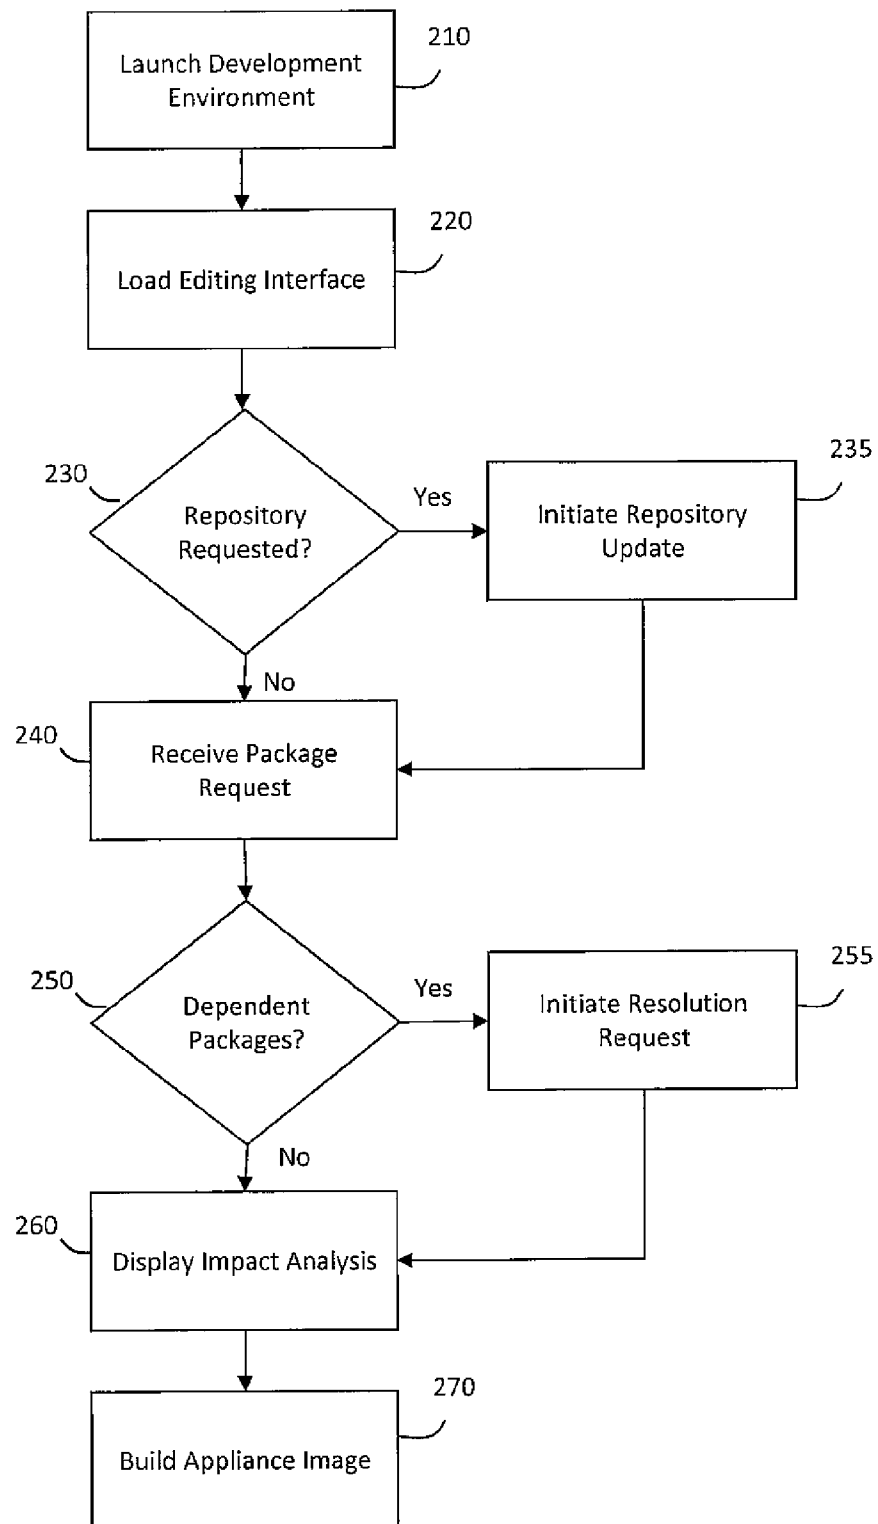 210
Launch Development
Environment
220
Load Editing Interface
230
Repository
Requested?
Yes
235
Initiate Repository
Update
No
240
Receive Package
Request
250
Dependent
Packages?
Yes
255
Initiate Resolution
Request
No
260
Display Impact Analysis
270
Build Appliance Image